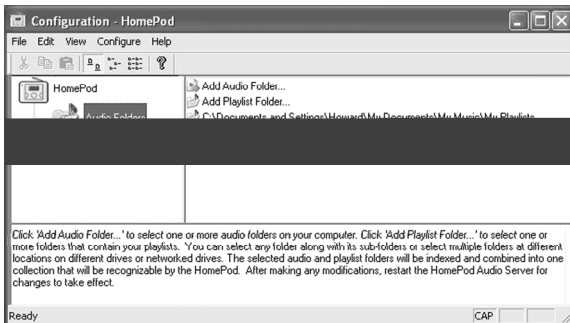 Configuration - HomePod
File Edit View Configure Help
HomePod
Audio Folders
Add Audio Folder...
Add Playlist Folder...
C:\Documents and Settings\Howard\My Documents\My Music\My Playlists
Click 'Add Audio Folder...' to select one or more audio folders on your computer. Click 'Add Playlist Folder...' to select one or
more folders that contain your playlists. You can select any folder along with its sub-folders or select multiple folders at different
locations on different drives or networked drives. The selected audio and playlist folders will be indexed and combined into one
collection that will be recognizable by the HomePod. After making any modifications, restart the HomePod Audio Server for
changes to take effect.
Ready
CAP